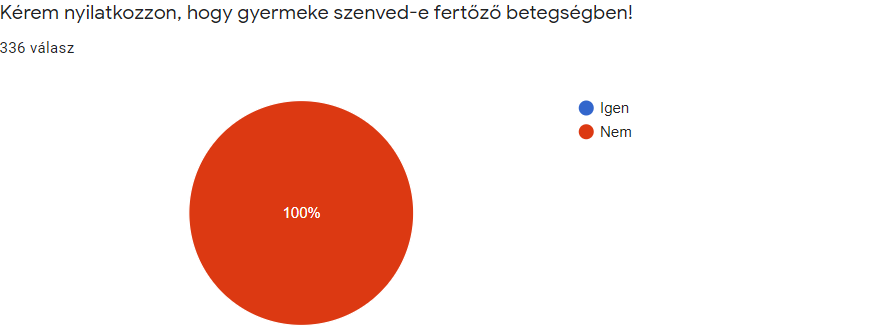 Kérem nyilatkozzon, hogy gyermeke szenved-e fertőző betegségben!
336 válasz
Igen
Nem
100%